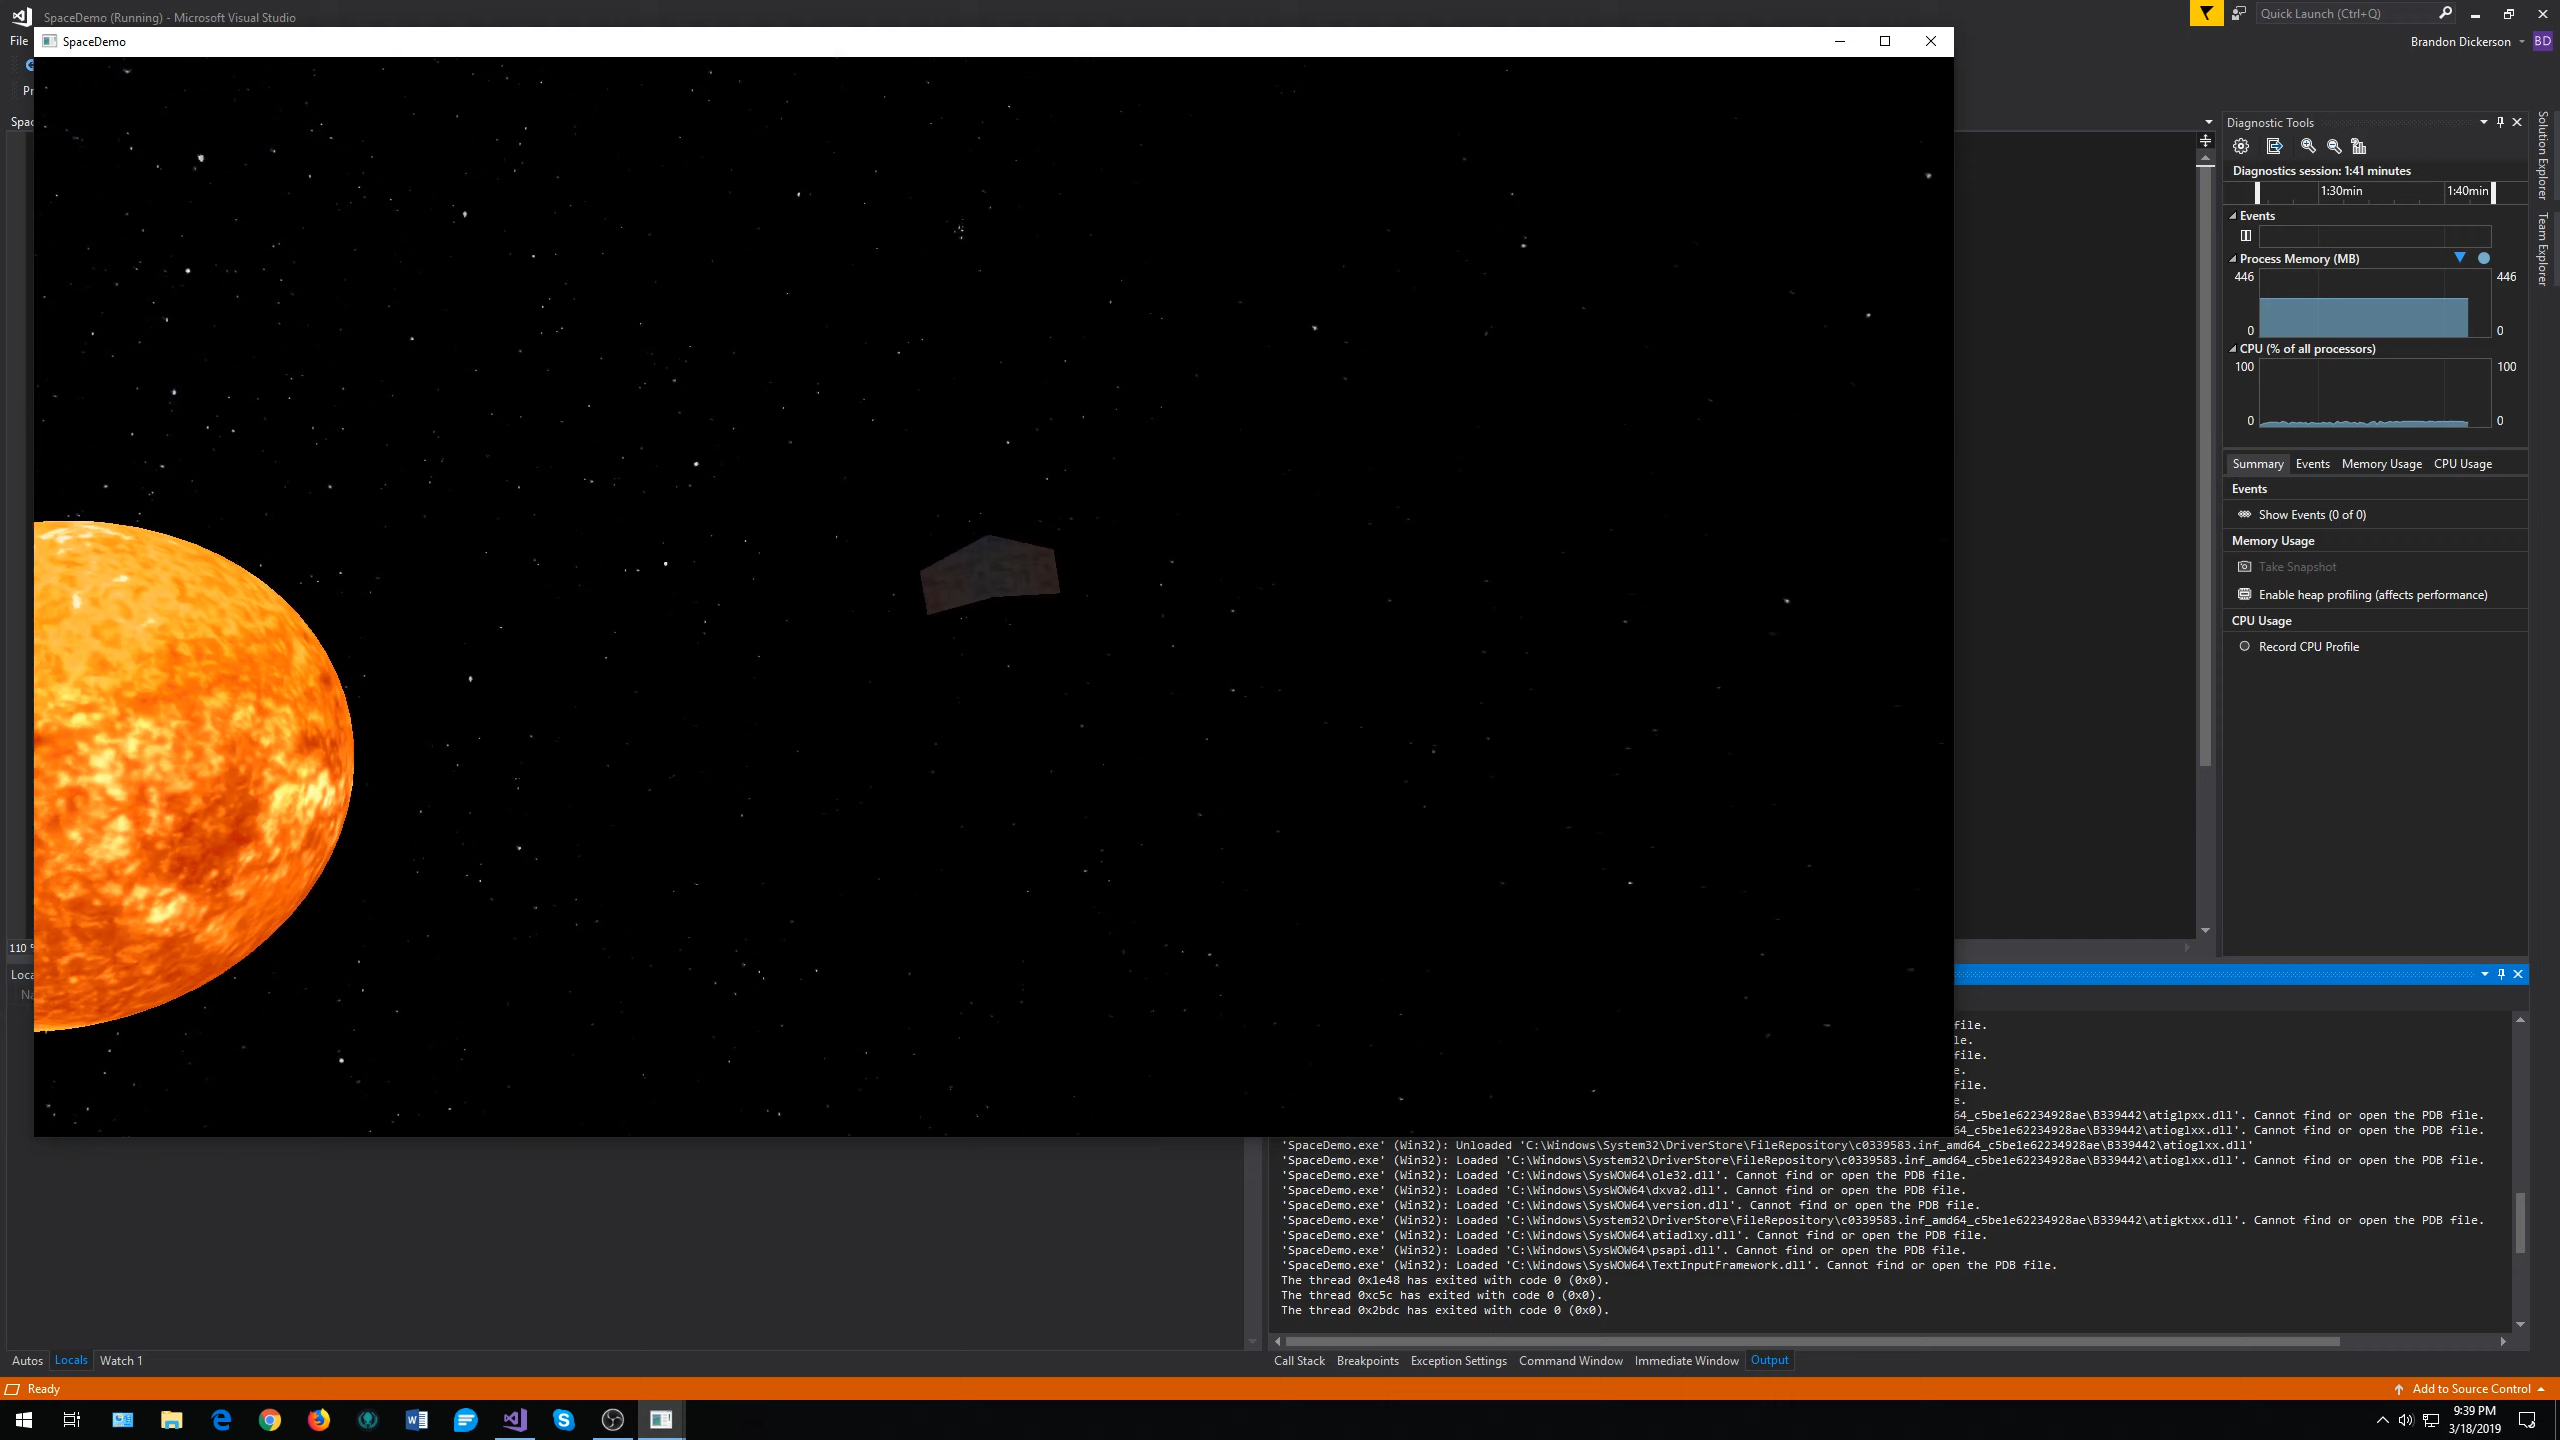 SpaceDemo (Running) - Microsoft Visual Studio
Quick Launch (Ctrl+Q)
File
SpaceDemo
Brandon Dickerson
BD
Pr
Spac
Diagnostic Tools
Solution Explorer
Team Explorer
Diagnostics session: 1:41 minutes
1:30min
1:40min
Events
Process Memory (MB)
446
446
0
0
CPU (% of all processors)
100
100
0
0
Summary
Events
Memory Usage
CPU Usage
Events
Show Events (0 of 0)
Memory Usage
Take Snapshot
Enable heap profiling (affects performance)
CPU Usage
Record CPU Profile
110 %
Loca
Na
file.
le.
file.
e.
file.
e.
64_c5be1e62234928ae\B339442\atiglpxx.dll'. Cannot find or open the PDB file.
64_c5be1e62234928ae\B339442\atioglxx.dll'. Cannot find or open the PDB file.
'SpaceDemo.exe' (Win32): Unloaded 'C:\Windows\System32\DriverStore\FileRepository\c0339583.inf_amd64_c5be1e62234928ae\B339442\atioglxx.dll'
'SpaceDemo.exe' (Win32): Loaded 'C:\Windows\System32\DriverStore\FileRepository\c0339583.inf_amd64_c5be1e62234928ae\B339442\atioglxx.dll'. Cannot find or open the PDB file.
'SpaceDemo.exe' (Win32): Loaded 'C:\Windows\SysWOW64\ole32.dll'. Cannot find or open the PDB file.
'SpaceDemo.exe' (Win32): Loaded 'C:\Windows\SysWOW64\dxva2.dll'. Cannot find or open the PDB file.
'SpaceDemo.exe' (Win32): Loaded 'C:\Windows\SysWOW64\version.dll'. Cannot find or open the PDB file.
'SpaceDemo.exe' (Win32): Loaded 'C:\Windows\System32\DriverStore\FileRepository\c0339583.inf_amd64_c5be1e62234928ae\B339442\atigktxx.dll'. Cannot find or open the PDB file.
'SpaceDemo.exe' (Win32): Loaded 'C:\Windows\SysWOW64\atiadlxy.dll'. Cannot find or open the PDB file.
'SpaceDemo.exe' (Win32): Loaded 'C:\Windows\SysWOW64\psapi.dll'. Cannot find or open the PDB file.
'SpaceDemo.exe' (Win32): Loaded 'C:\Windows\SysWOW64\TextInputFramework.dll'. Cannot find or open the PDB file.
The thread 0x1e48 has exited with code 0 (0x0).
The thread 0xc5c has exited with code 0 (0x0).
The thread 0x2bdc has exited with code 0 (0x0).
Autos
Locals
Watch 1
Call Stack
Breakpoints
Exception Settings
Command Window
Immediate Window
Output
Ready
Add to Source Control
9:39 PM
3/18/2019